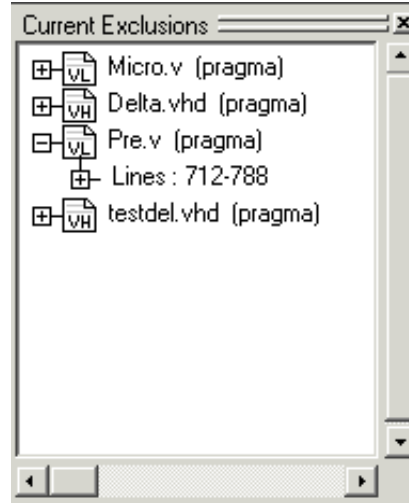 Current Exclusions
VL Micro.v (pragma)
VH Delta.vhd (pragma)
VL Pre.v (pragma)
Lines : 712-788
VH testdel.vhd (pragma)